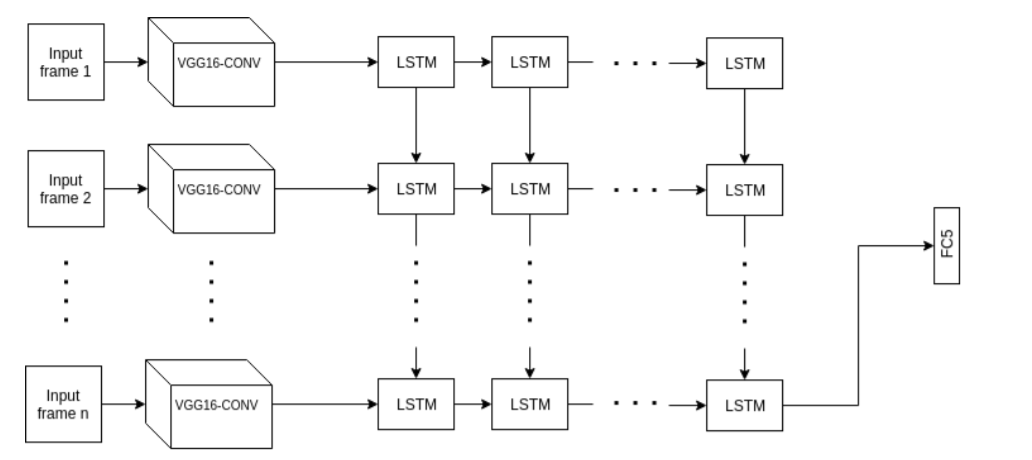 Input
frame 1
VGG16-CONV
LSTM
LSTM
. . .
LSTM
Input
frame 2
VGG16-CONV
LSTM
LSTM
. . .
LSTM
FC5
Input
frame n
VGG16-CONV
LSTM
LSTM
. . .
LSTM